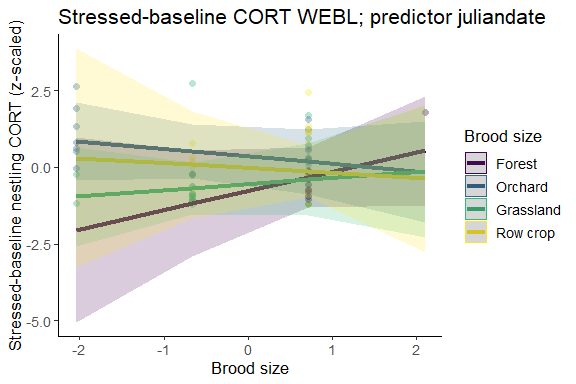 Stressed-baseline CORT WEBL; predictor juliandate
Stressed-baseline nestling CORT (z-scaled)
2.5
0.0
-2.5
-5.0
-2 -1 0 1 2
Brood size
Brood size
Forest
Orchard
Grassland
Row crop